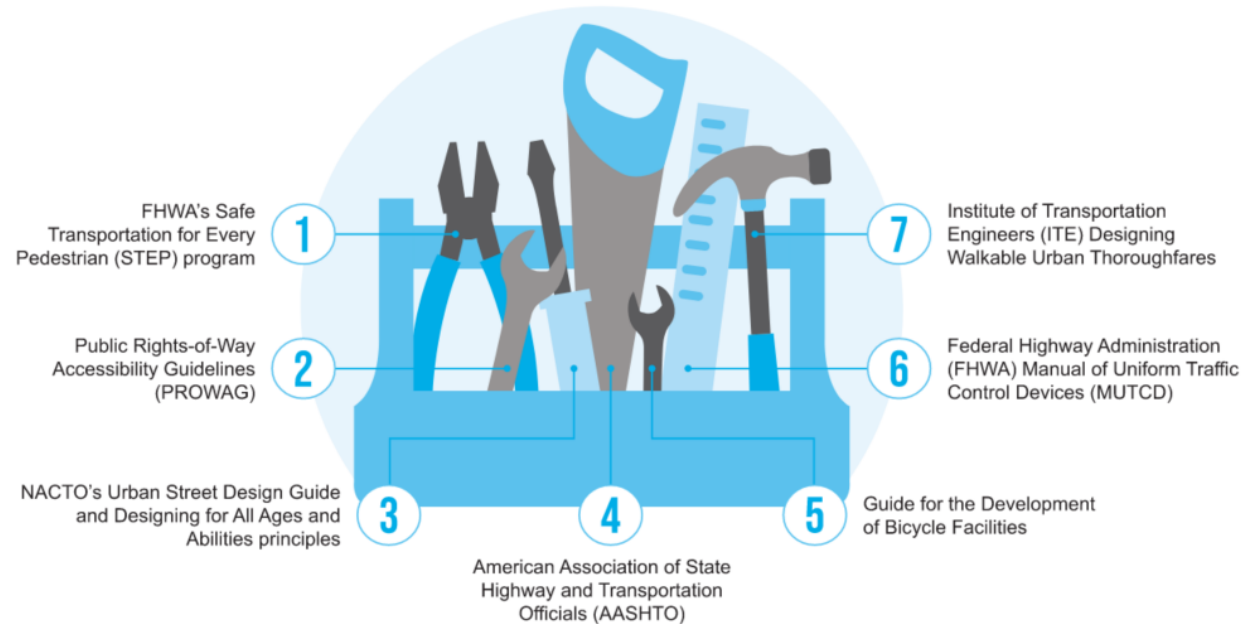 1
FHWA's Safe
Transportation for Every
Pedestrian (STEP) program
2
Public Rights-of-Way
Accessibility Guidelines
(PROWAG)
3
NACTO's Urban Street Design Guide
and Designing for All Ages and
Abilities principles
4
American Association of State
Highway and Transportation
Officials (AASHTO)
5
Guide for the Development
of Bicycle Facilities
6
Federal Highway Administration
(FHWA) Manual of Uniform Traffic
Control Devices (MUTCD)
7
Institute of Transportation
Engineers (ITE) Designing
Walkable Urban Thoroughfares